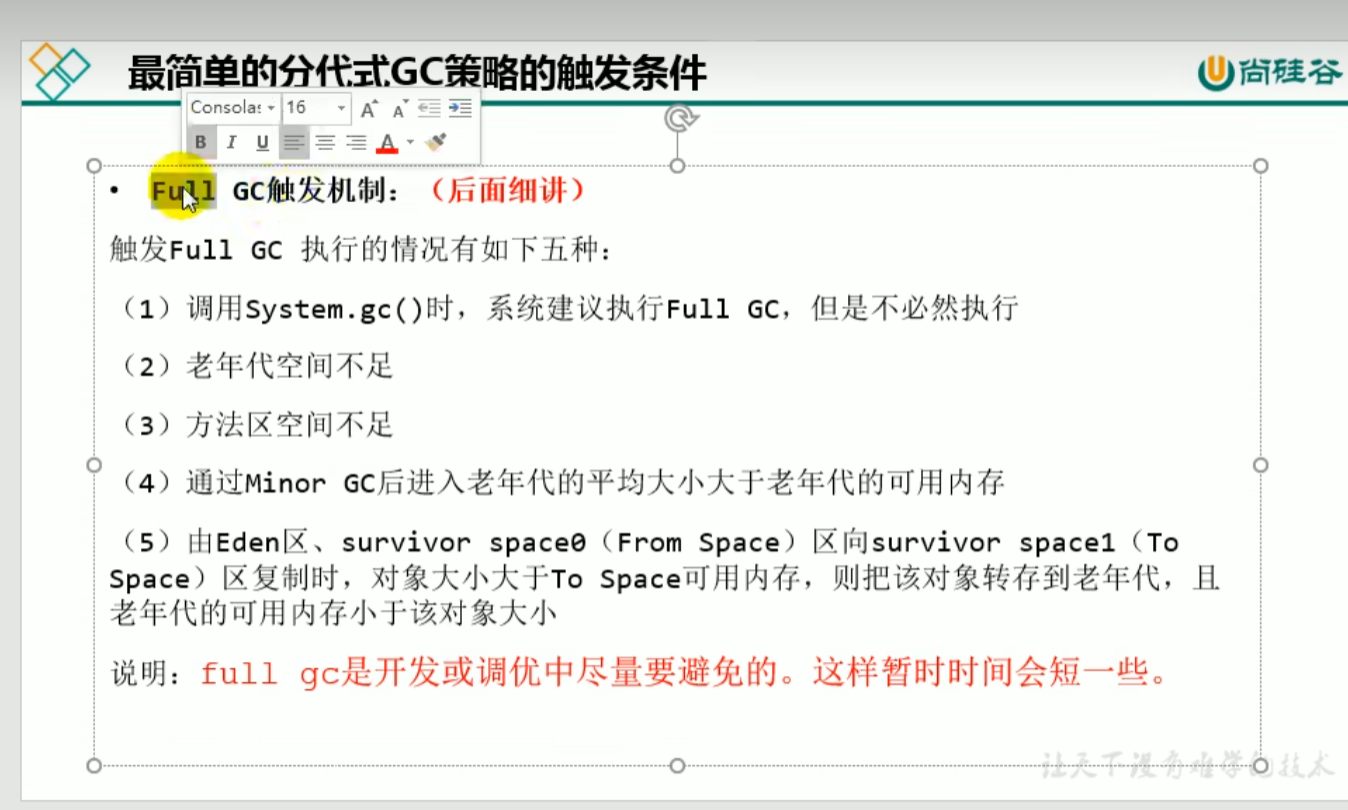 最简单的分代式GC策略的触发条件
尚硅谷
Consola: 16 A A
B I U A
• Full GC触发机制：（后面细讲）
触发Full GC 执行的情况有如下五种：
（1）调用System.gc()时，系统建议执行Full GC，但是不必然执行
（2）老年代空间不足
（3）方法区空间不足
（4）通过Minor GC后进入老年代的平均大小大于老年代的可用内存
（5）由Eden区、survivor space0（From Space）区向survivor space1（To
Space）区复制时，对象大小大于To Space可用内存，则把该对象转存到老年代，且
老年代的可用内存小于该对象大小
说明：full gc是开发或调优中尽量要避免的。这样暂时时间会短一些。
让天下没有难学的技术